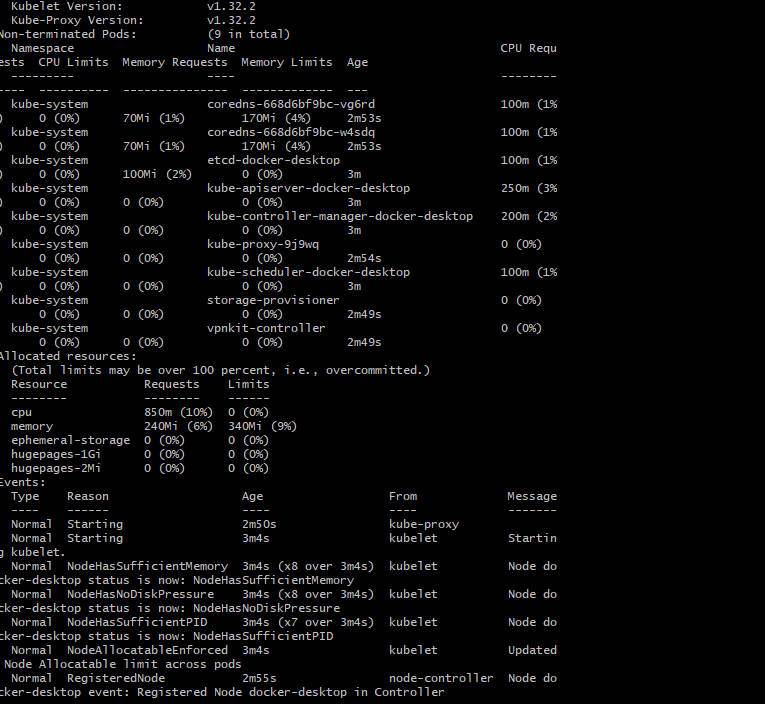 Kubelet Version:            v1.32.2
Kube-Proxy Version:         v1.32.2
Non-terminated Pods:          (9 in total)
Namespace                   Name                                      CPU Requ
ests  CPU Limits  Memory Requests  Memory Limits  Age
---------                   ----                                      --------
----  ----------  ---------------  -------------  ---
kube-system                 coredns-668d6bf9bc-vg6rd                  100m (1%
)     0 (0%)      70Mi (1%)        170Mi (4%)     2m53s
kube-system                 coredns-668d6bf9bc-w4sdq                  100m (1%
)     0 (0%)      70Mi (1%)        170Mi (4%)     2m53s
kube-system                 etcd-docker-desktop                       100m (1%
)     0 (0%)      100Mi (2%)       0 (0%)         3m
kube-system                 kube-apiserver-docker-desktop             250m (3%
)     0 (0%)      0 (0%)           0 (0%)         3m
kube-system                 kube-controller-manager-docker-desktop    200m (2%
)     0 (0%)      0 (0%)           0 (0%)         3m
kube-system                 kube-proxy-9j9wq                          0 (0%)
0 (0%)      0 (0%)           0 (0%)         2m54s
kube-system                 kube-scheduler-docker-desktop             100m (1%
)     0 (0%)      0 (0%)           0 (0%)         3m
kube-system                 storage-provisioner                       0 (0%)
0 (0%)      0 (0%)           0 (0%)         2m49s
kube-system                 vpnkit-controller                         0 (0%)
0 (0%)      0 (0%)           0 (0%)         2m49s
Allocated resources:
(Total limits may be over 100 percent, i.e., overcommitted.)
Resource           Requests    Limits
--------           --------    ------
cpu                850m (10%)  0 (0%)
memory             240Mi (6%)  340Mi (9%)
ephemeral-storage  0 (0%)      0 (0%)
hugepages-1Gi      0 (0%)      0 (0%)
hugepages-2Mi      0 (0%)      0 (0%)
Events:
Type    Reason                   Age                  From             Message
----    ------                   ----                 ----             -------
Normal  Starting                 2m50s                kube-proxy
Normal  Starting                 3m4s                 kubelet          Startin
g kubelet.
Normal  NodeHasSufficientMemory  3m4s (x8 over 3m4s)  kubelet          Node do
cker-desktop status is now: NodeHasSufficientMemory
Normal  NodeHasNoDiskPressure    3m4s (x8 over 3m4s)  kubelet          Node do
cker-desktop status is now: NodeHasNoDiskPressure
Normal  NodeHasSufficientPID     3m4s (x7 over 3m4s)  kubelet          Node do
cker-desktop status is now: NodeHasSufficientPID
Normal  NodeAllocatableEnforced  3m4s                 kubelet          Updated
Node Allocatable limit across pods
Normal  RegisteredNode           2m55s                node-controller  Node do
cker-desktop event: Registered Node docker-desktop in Controller